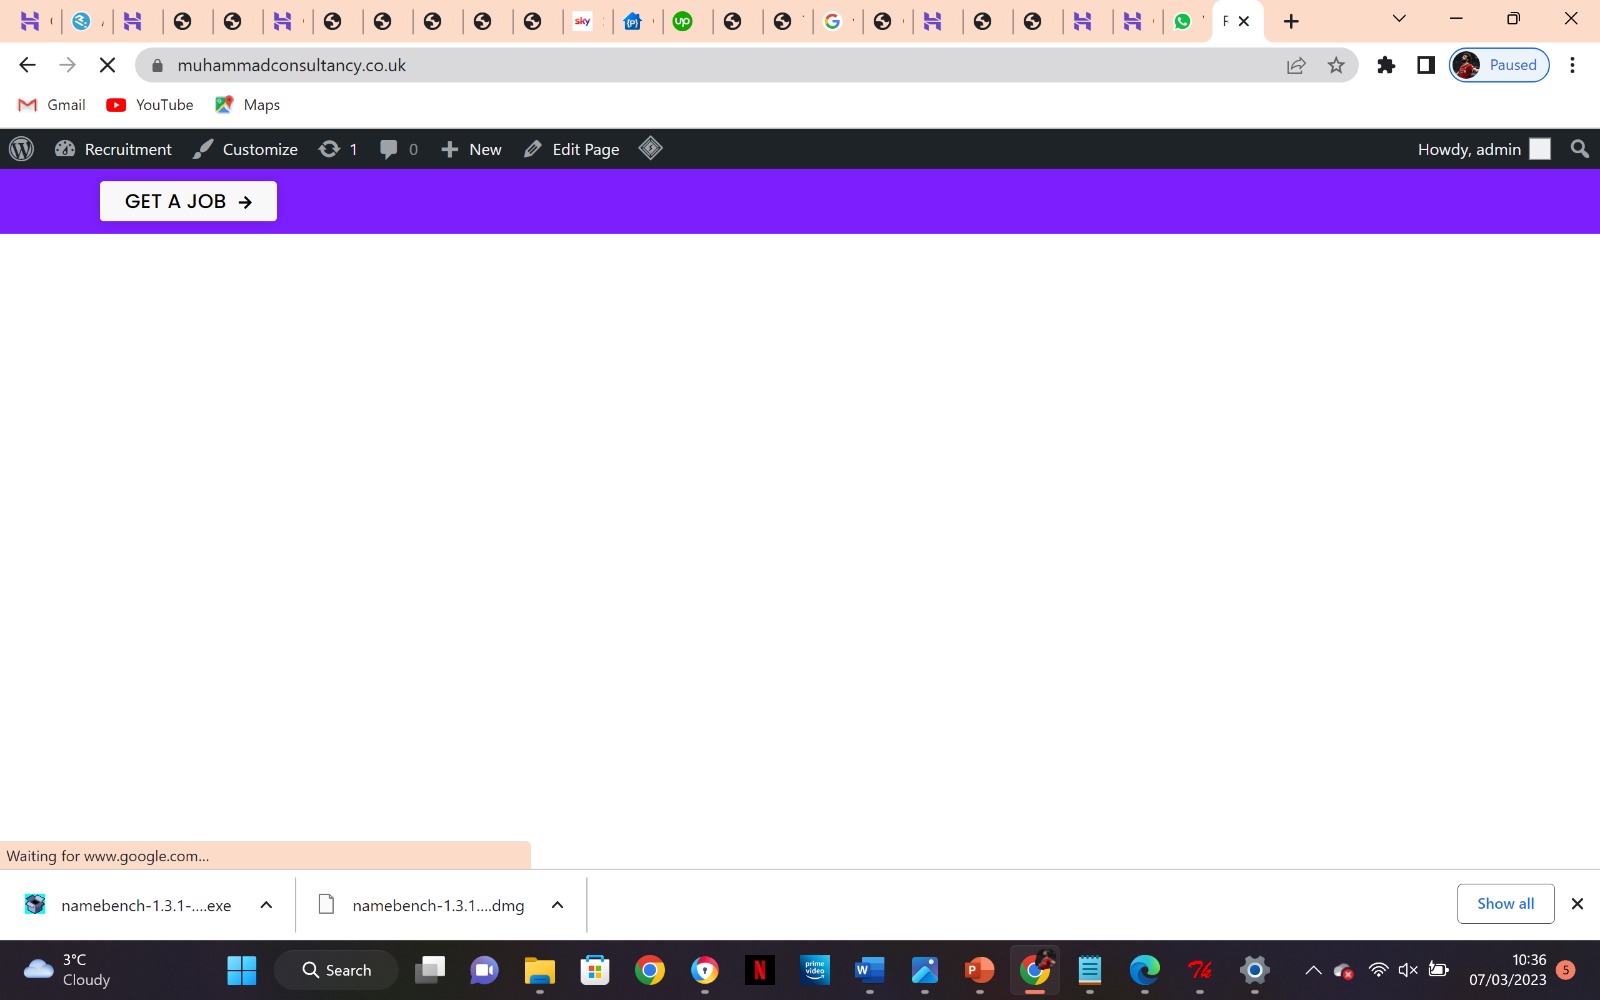 sky
up
muhammadconsultancy.co.uk
Paused
Gmail
YouTube
Maps
Recruitment
Customize
1
0
New
Edit Page
Howdy, admin
GET A JOB →
Waiting for www.google.com...
namebench-1.3.1-....exe
namebench-1.3.1....dmg
Show all
3°C
Cloudy
Search
prime video
10:36
07/03/2023
5